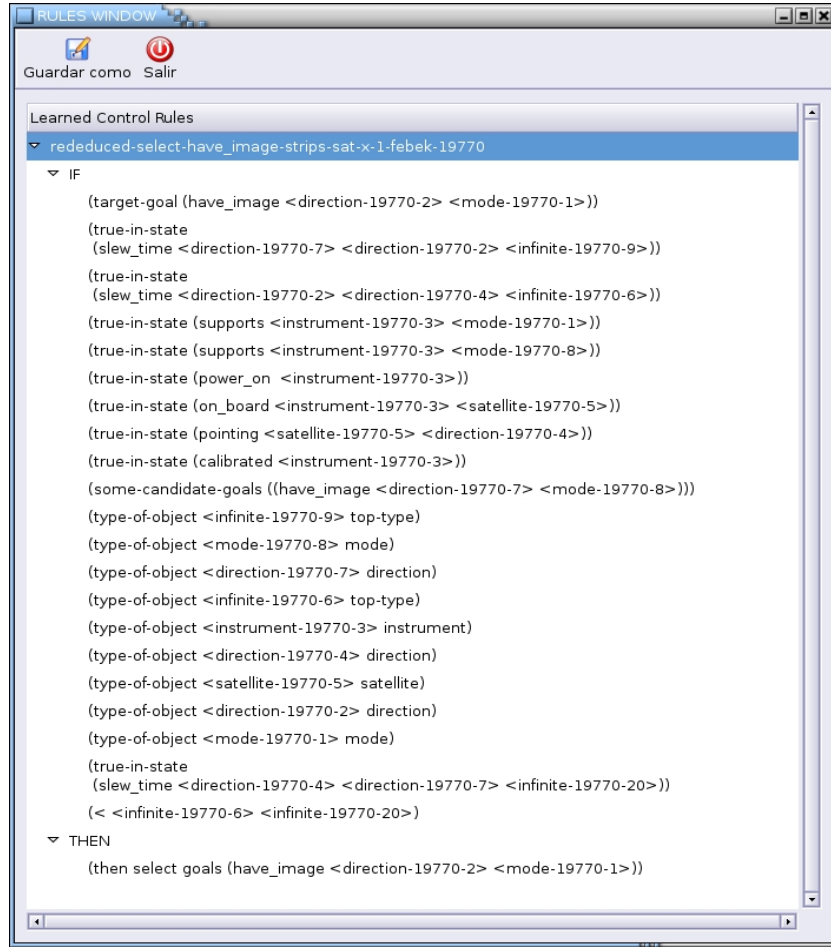 RULES WINDOW
Guardar como Salir
Learned Control Rules
rededuced-select-have_image-strips-sat-x-1-febek-19770
IF
(target-goal (have_image <direction-19770-2> <mode-19770-1>))
(true-in-state
(slew_time <direction-19770-7> <direction-19770-2> <infinite-19770-9>))
(true-in-state
(slew_time <direction-19770-2> <direction-19770-4> <infinite-19770-6>))
(true-in-state (supports <instrument-19770-3> <mode-19770-1>))
(true-in-state (supports <instrument-19770-3> <mode-19770-8>))
(true-in-state (power_on <instrument-19770-3>))
(true-in-state (on_board <instrument-19770-3> <satellite-19770-5>))
(true-in-state (pointing <satellite-19770-5> <direction-19770-4>))
(true-in-state (calibrated <instrument-19770-3>))
(some-candidate-goals ((have_image <direction-19770-7> <mode-19770-8>)))
(type-of-object <infinite-19770-9> top-type)
(type-of-object <mode-19770-8> mode)
(type-of-object <direction-19770-7> direction)
(type-of-object <infinite-19770-6> top-type)
(type-of-object <instrument-19770-3> instrument)
(type-of-object <direction-19770-4> direction)
(type-of-object <satellite-19770-5> satellite)
(type-of-object <direction-19770-2> direction)
(type-of-object <mode-19770-1> mode)
(true-in-state
(slew_time <direction-19770-4> <direction-19770-7> <infinite-19770-20>))
(< <infinite-19770-6> <infinite-19770-20>)
THEN
(then select goals (have_image <direction-19770-2> <mode-19770-1>))